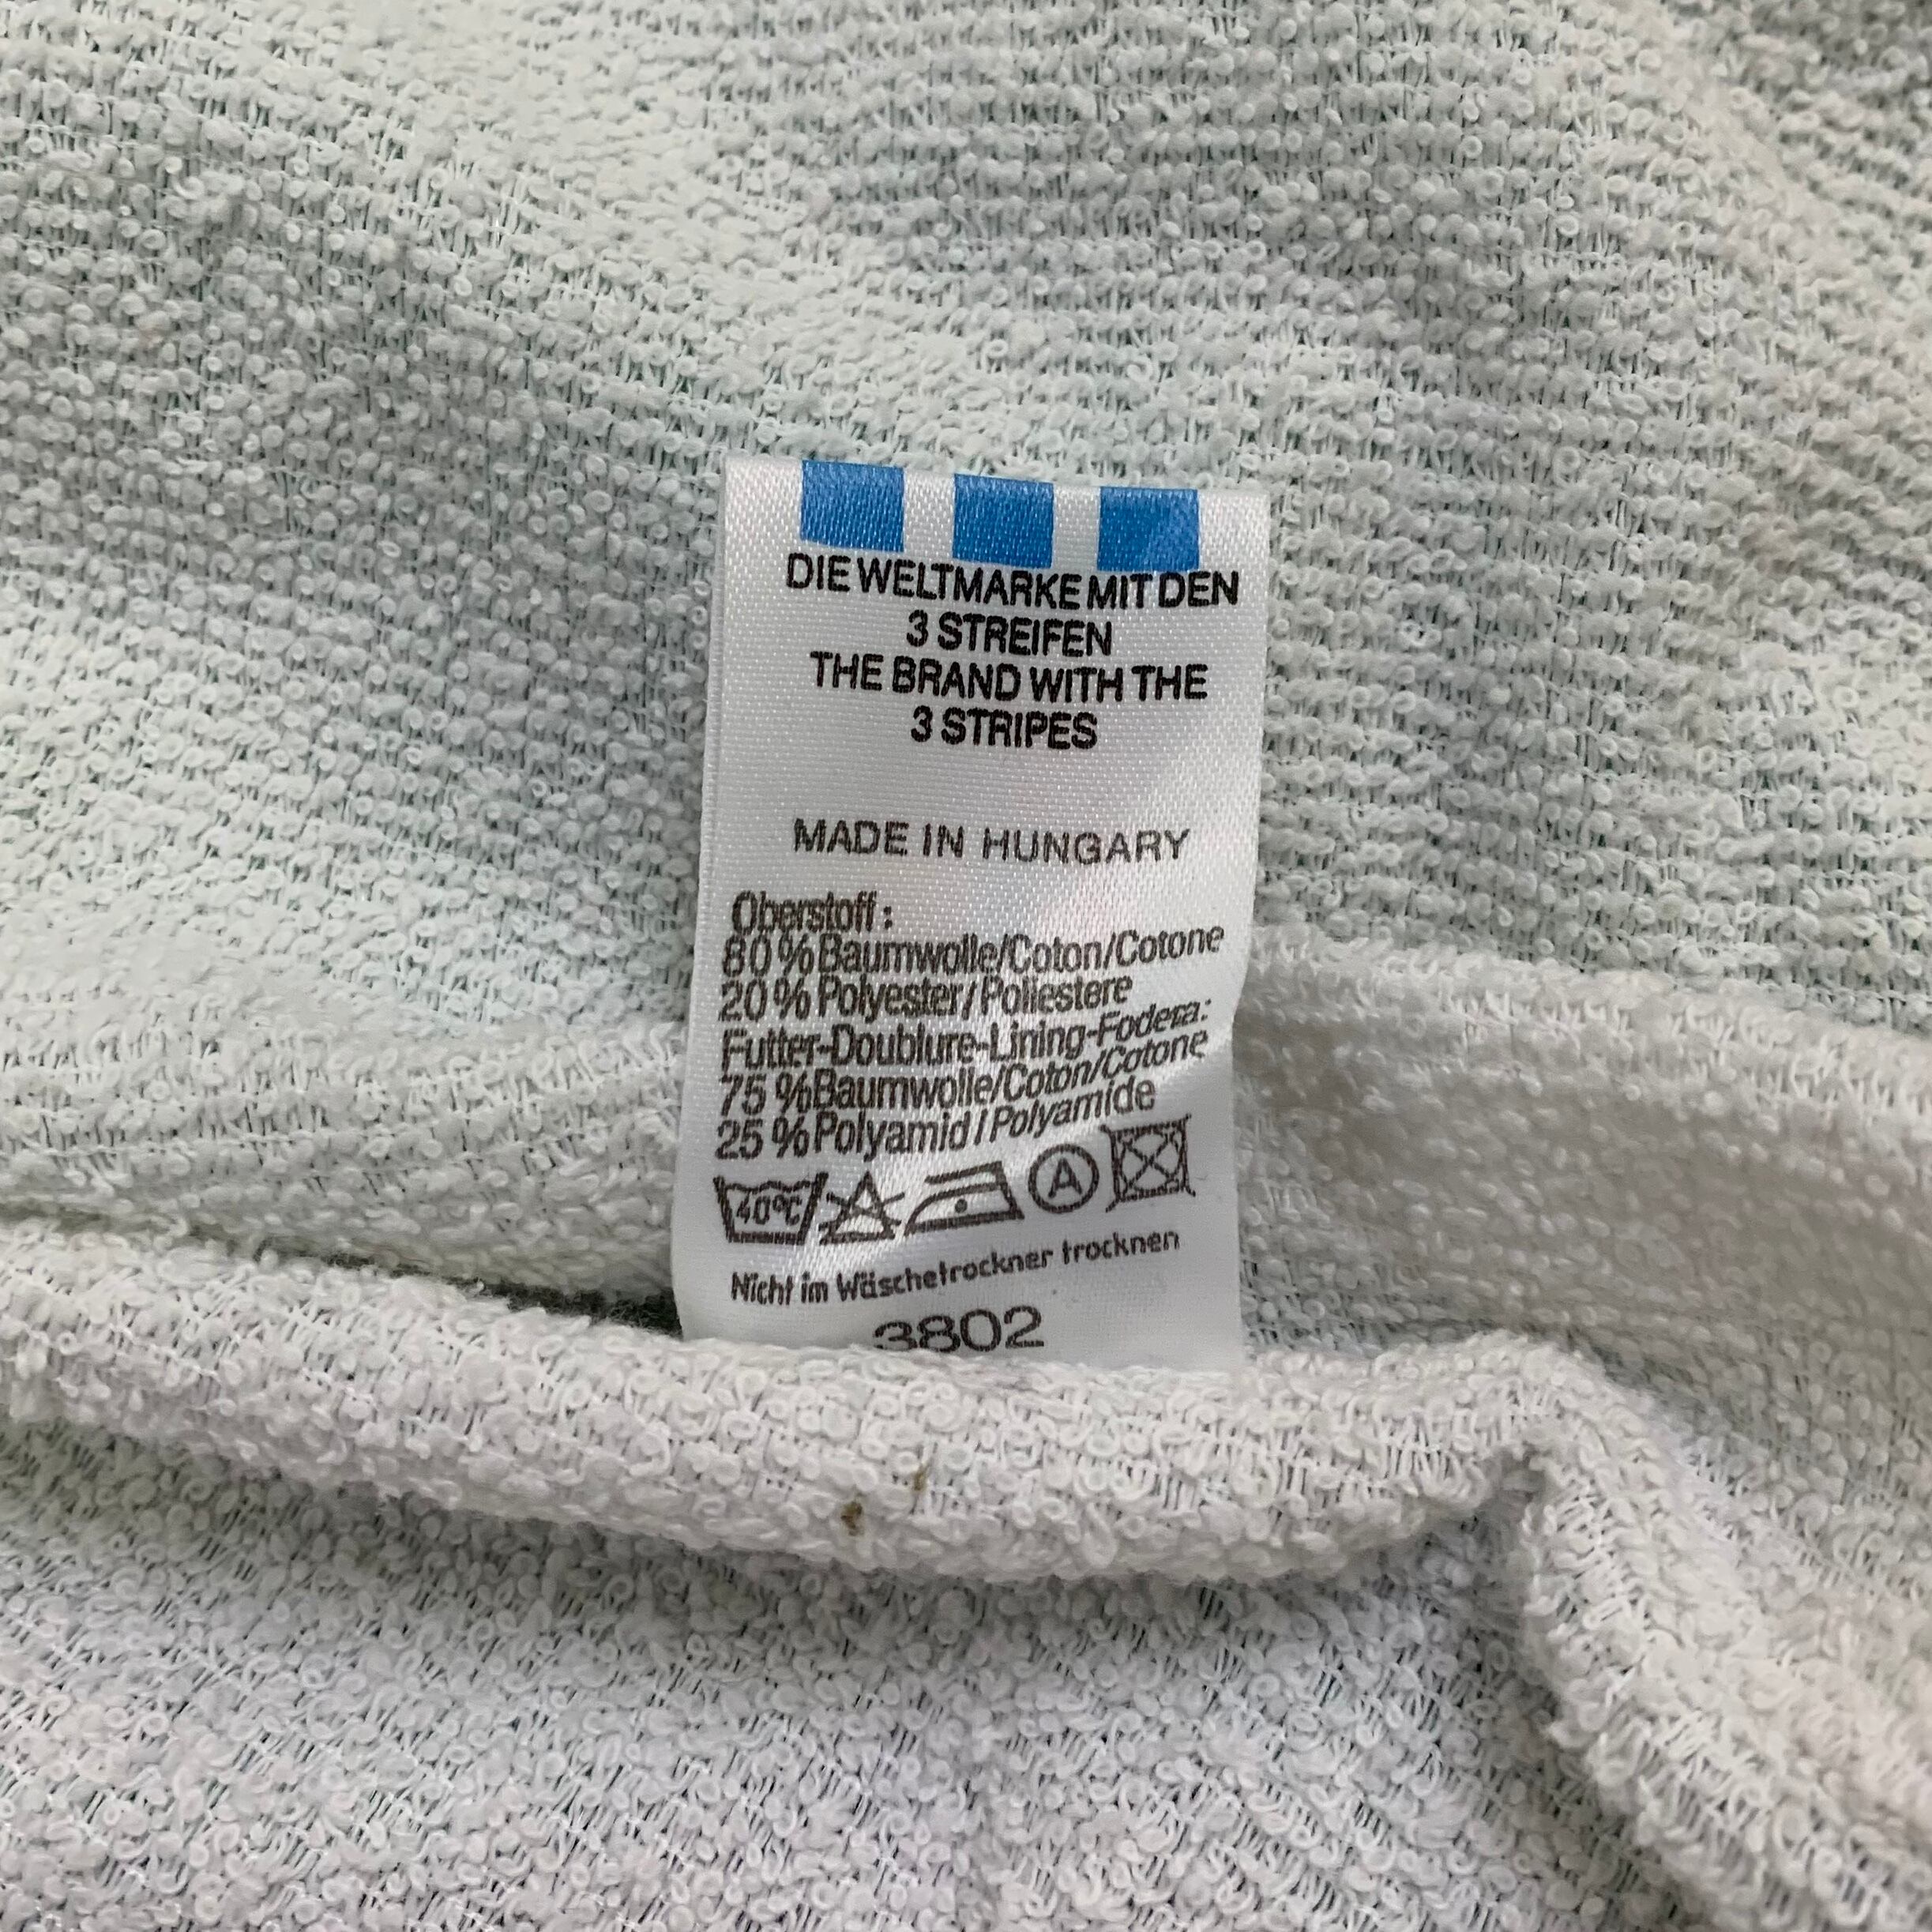 DIE WELTMARKE MIT DEN
3 STREIFEN
THE BRAND WITH THE
3 STRIPES
MADE IN HUNGARY
Oberstoff:
80% Baumwolle/Coton/Cotone
20% Polyester/Poliestere
Futter-Doublure-Lining-Fodera:
75%Baumwolle/Coton/Cotone
25% Polyamid/Polyamide
40°C A
Nicht im Wäschetrockner trocknen
3802